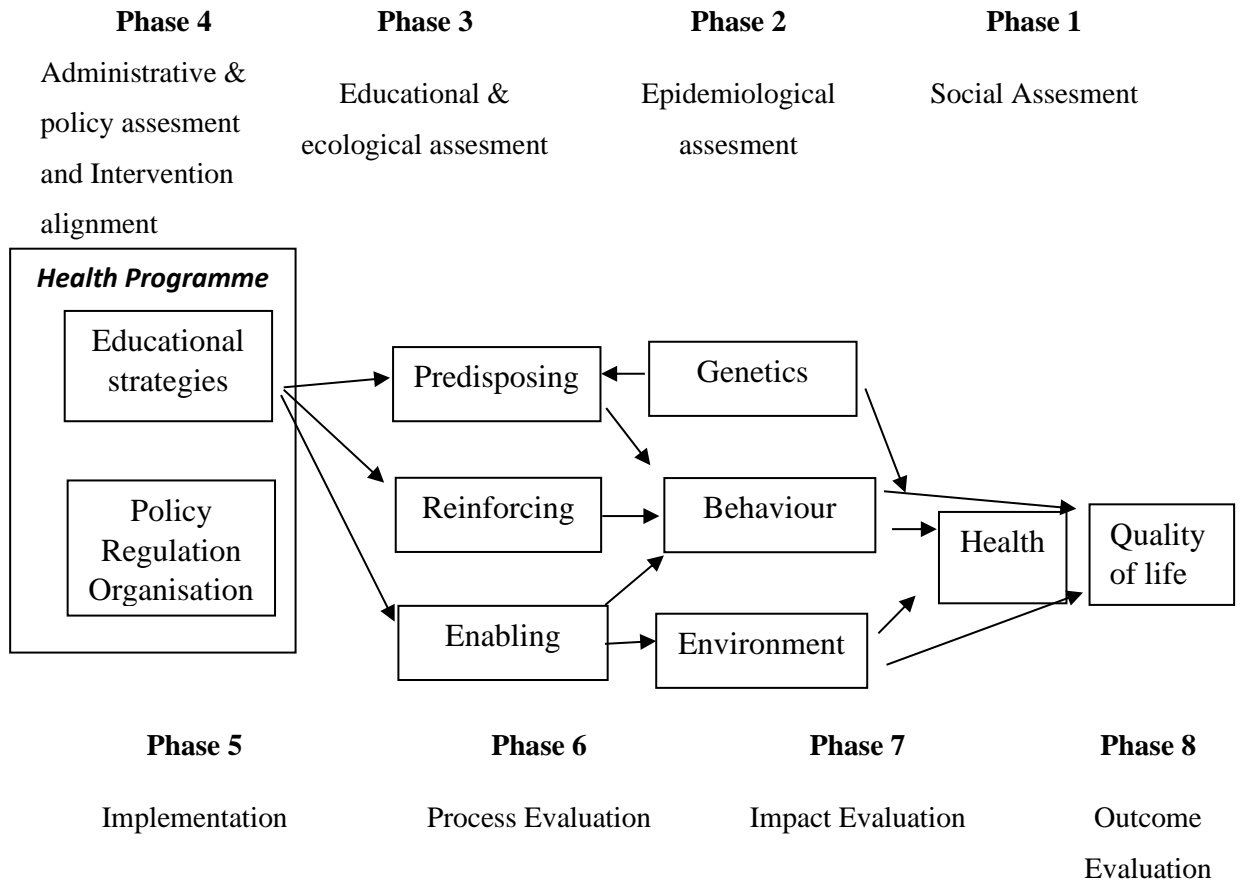 Phase 4
Phase 3
Phase 2
Phase 1
Administrative &
policy assesment
and Intervention
alignment
Educational &
ecological assesment
Epidemiological
assesment
Social Assesment
Health Programme
Educational
strategies
Policy
Regulation
Organisation
Predisposing
Reinforcing
Enabling
Genetics
Behaviour
Environment
Health
Quality
of life
Phase 5
Phase 6
Phase 7
Phase 8
Implementation
Process Evaluation
Impact Evaluation
Outcome
Evaluation